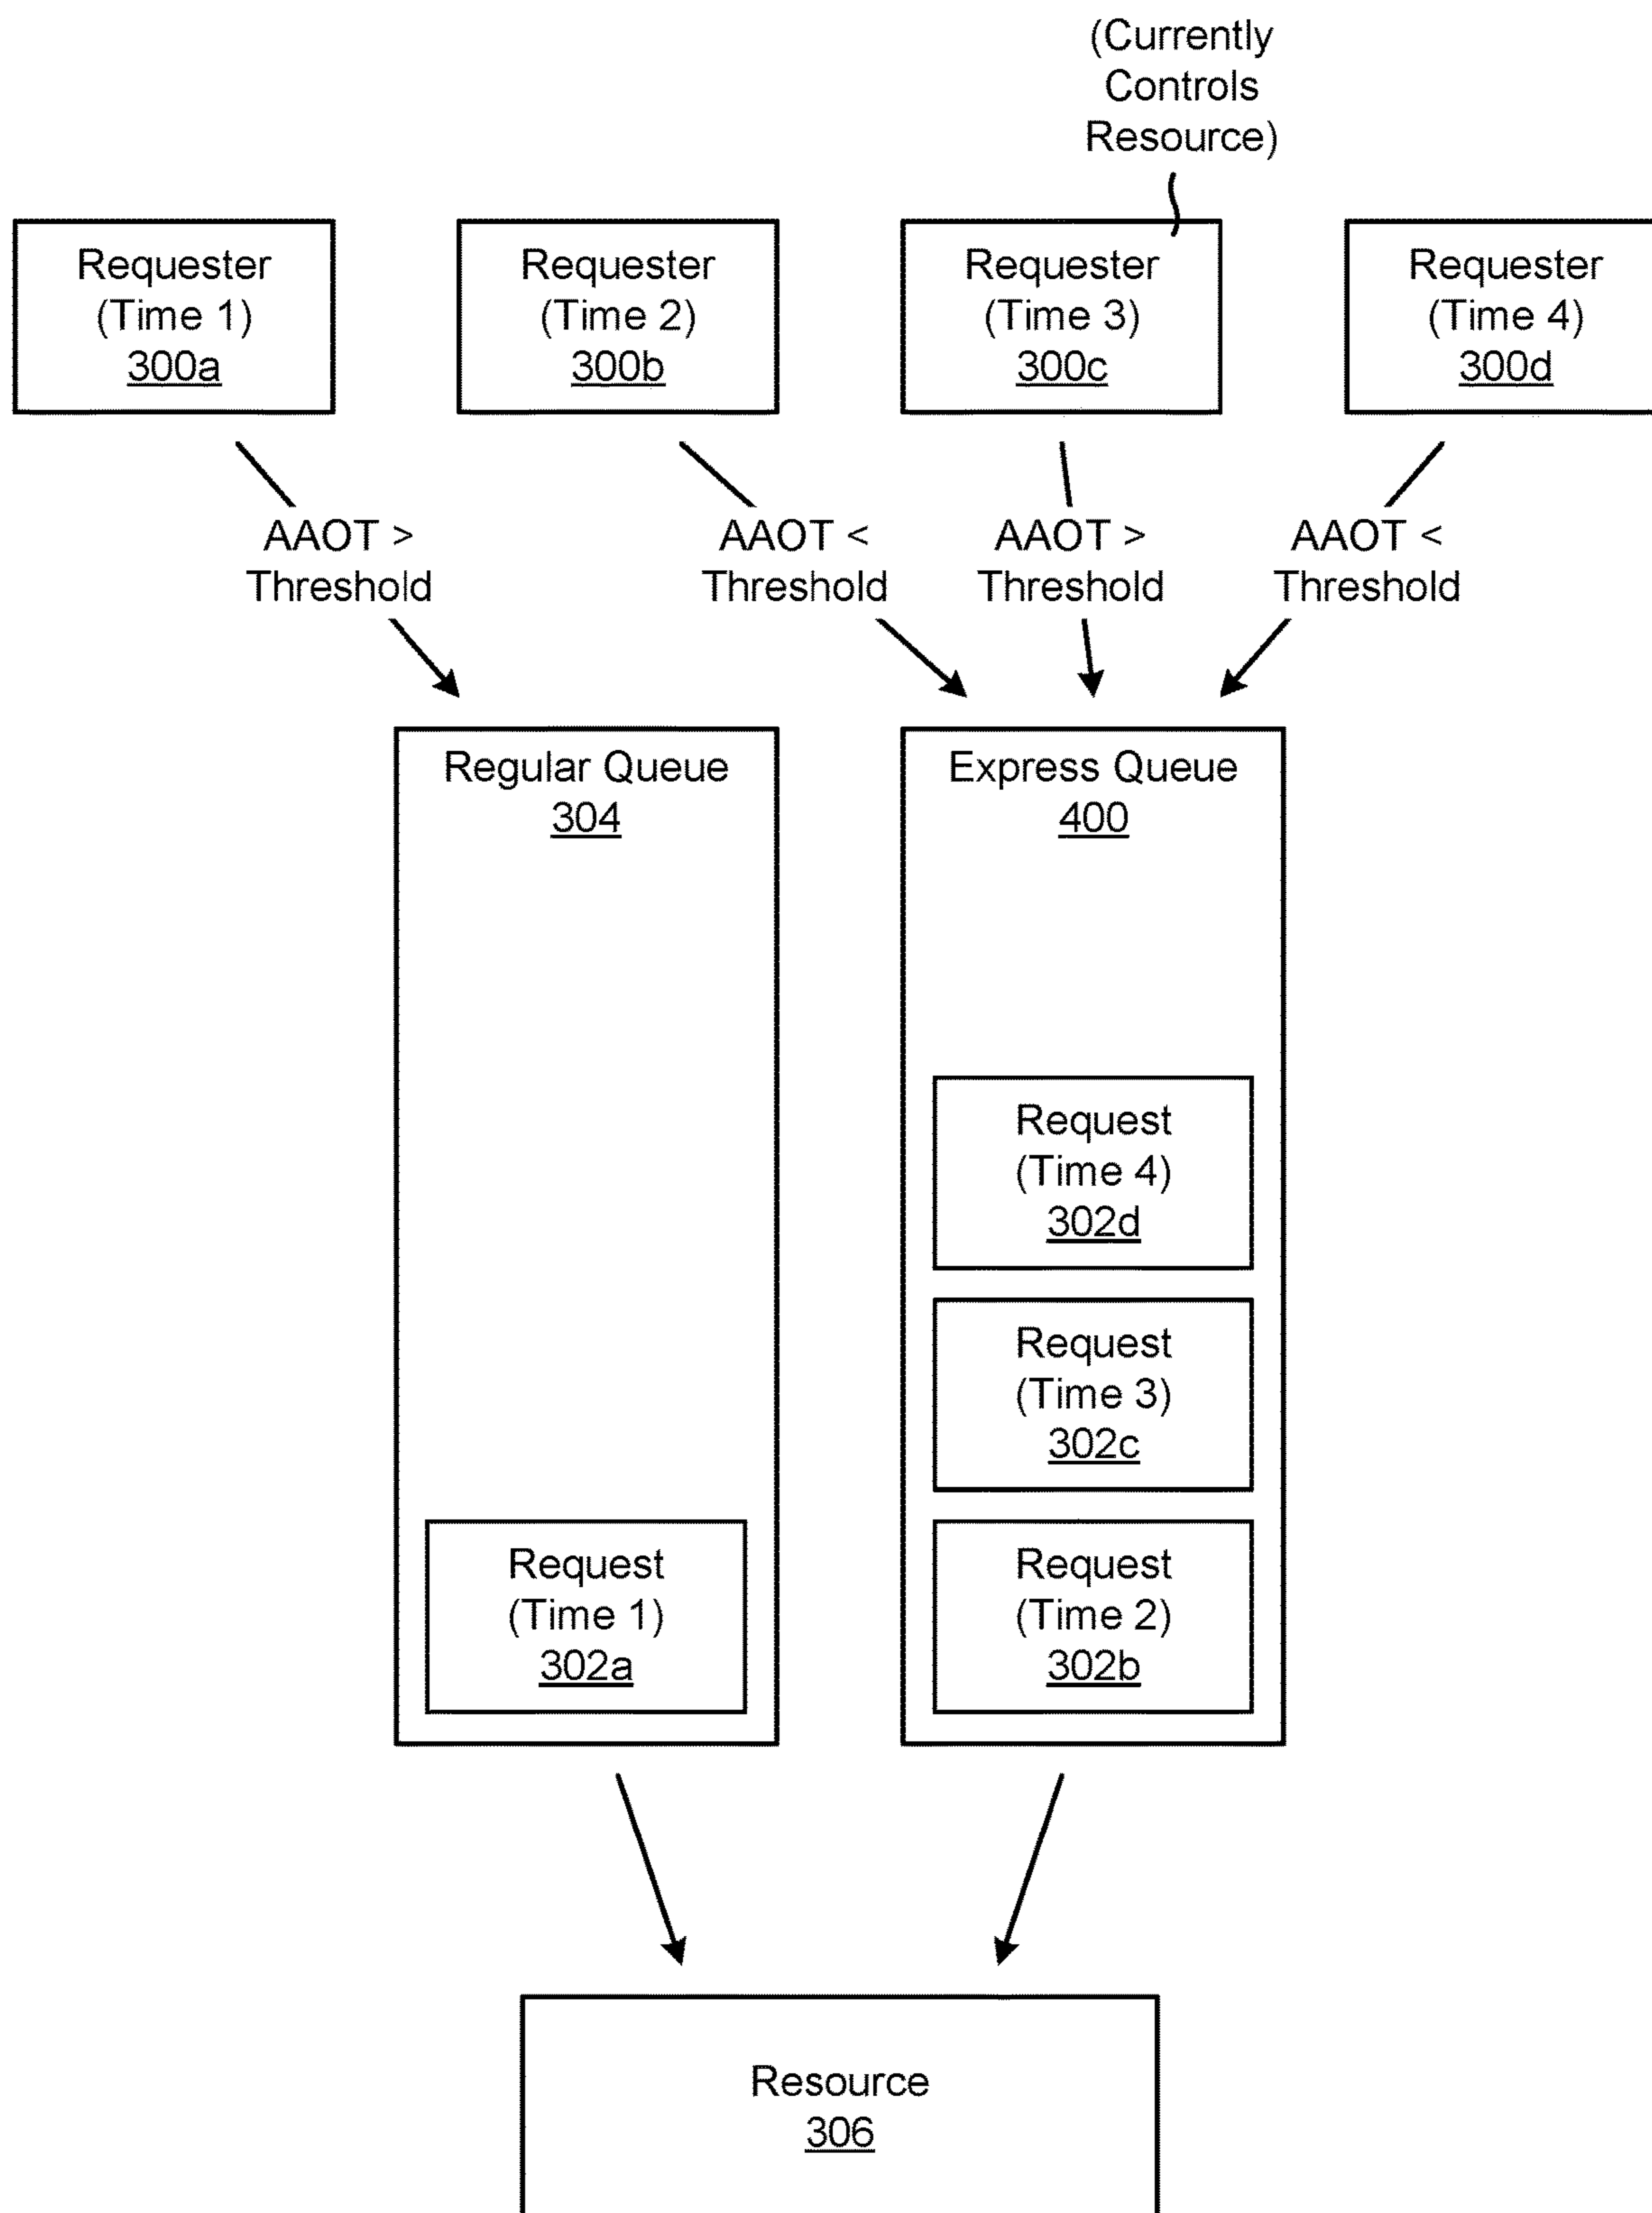 (Currently
Controls
Resource)
Requester
(Time 1)
300a
Requester
(Time 2)
300b
Requester
(Time 3)
300c
Requester
(Time 4)
300d
AAOT >
Threshold
AAOT <
Threshold
AAOT >
Threshold
AAOT <
Threshold
Regular Queue
304
Express Queue
400
Request
(Time 4)
302d
Request
(Time 3)
302c
Request
(Time 1)
302a
Request
(Time 2)
302b
Resource
306